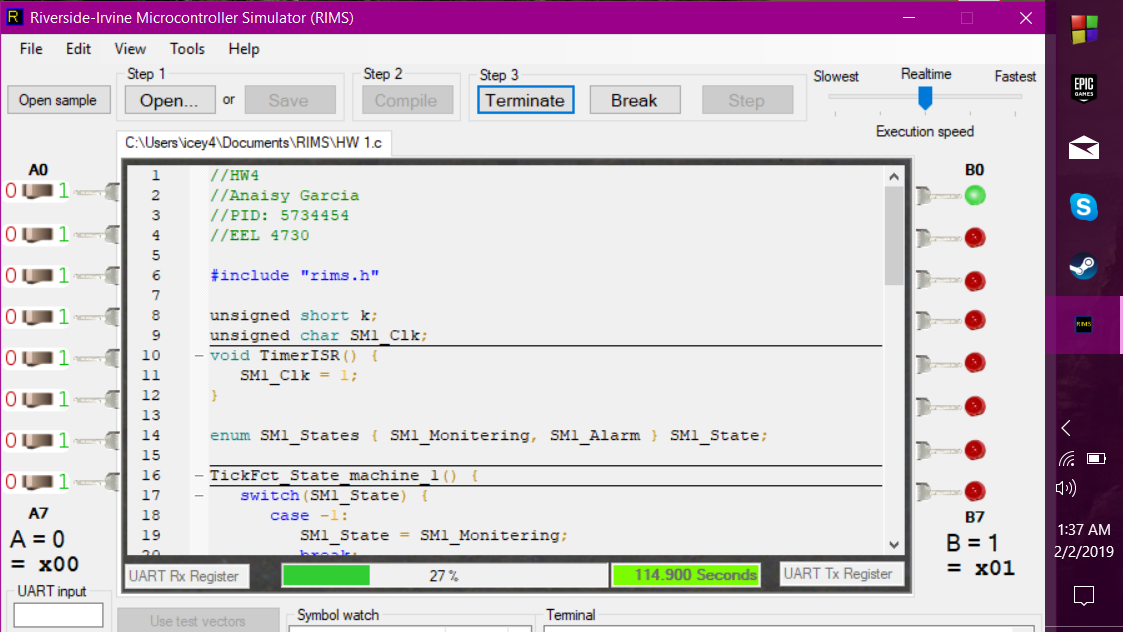 Riverside-Irvine Microcontroller Simulator (RIMS)
File Edit View Tools Help
Step 1 Step 2 Step 3
Slowest Realtime Fastest
Open sample Open... or Save Compile Terminate Break Step
Execution speed
C:\Users\icey4\Documents\RIMS\HW 1.c
A0
0 1
0 1
0 1
0 1
0 1
0 1
0 1
0 1
A7
A = 0
= x00
1 //HW4
2 //Anaisy Garcia
3 //PID: 5734454
4 //EEL 4730
5
6 #include "rims.h"
7
8 unsigned short k;
9 unsigned char SM1_Clk;
10 void TimerISR() {
11 SM1_Clk = 1;
12 }
13
14 enum SM1_States { SM1_Monitering, SM1_Alarm } SM1_State;
15
16 TickFct_State_machine_1() {
17 switch(SM1_State) {
18 case -1:
19 SM1_State = SM1_Monitering;
20 break;
B0
B7
B = 1
= x01
UART Rx Register 27 % 114.900 Seconds UART Tx Register
UART input
Use test vectors Symbol watch Terminal
EPIC
GAMES
S
RIMS
1:37 AM
2/2/2019